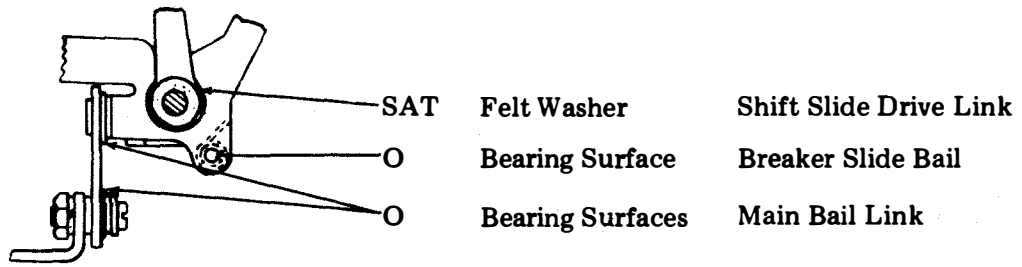 SAT Felt Washer Shift Slide Drive Link
O Bearing Surface Breaker Slide Bail
O Bearing Surfaces Main Bail Link